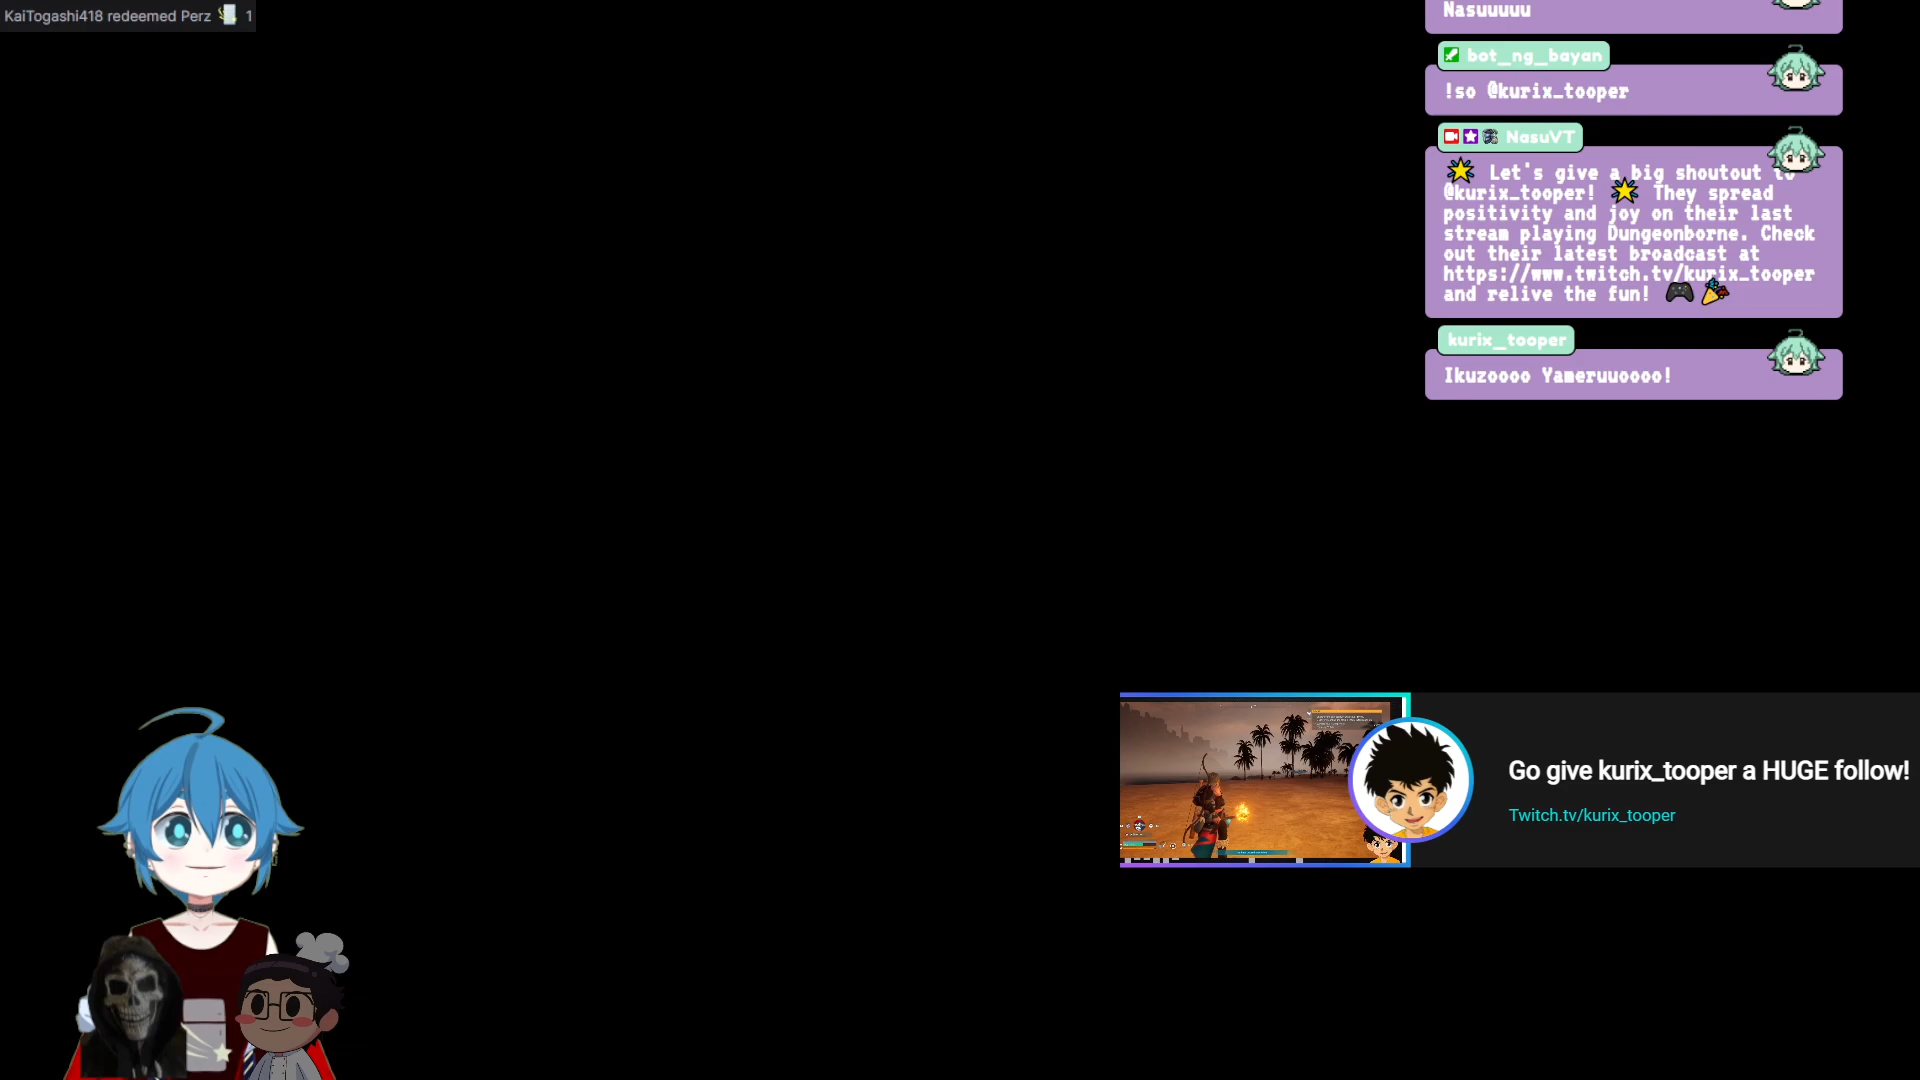 KaiTogashi418 redeemed Perz 1
Nasuuuuu
bot_ng_bayan
!so @kurix_tooper
NasuVT
Let's give a big shoutout to
@kurix_tooper! They spread
positivity and joy on their last
stream playing Dungeonborne. Check
out their latest broadcast at
https://www.twitch.tv/kurix_tooper
and relive the fun!
kurix_tooper
Ikuzoooo Yameruuoooo!
Go give kurix_tooper a HUGE follow!
Twitch.tv/kurix_tooper